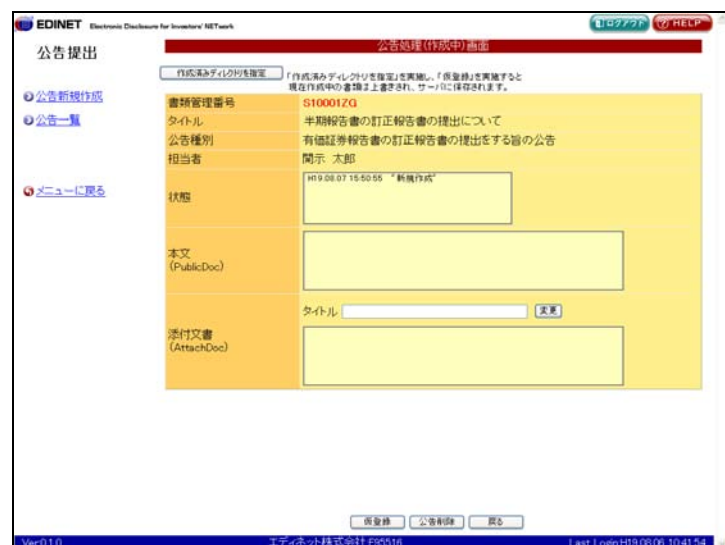 EDINET Electronic Disclosure for Investors' NETwork
ログアウト
HELP
公告提出
公告処理(作成中)画面
作成済みディレクトリを指定
「作成済みディレクトリを指定」を実施し、「仮登録」を実施すると
現在作成中の書類は上書きされ、サーバに保存されます。
公告新規作成
公告一覧
メニューに戻る
書類管理番号
S10001ZG
タイトル
半期報告書の訂正報告書の提出について
公告種別
有価証券報告書の訂正報告書の提出をする旨の公告
担当者
開示 太郎
状態
H19.08.07 15:50:55 "新規作成"
本文
(PublicDoc)
添付文書
(AttachDoc)
タイトル
変更
仮登録
公告削除
戻る
Ver.0.1.0
エディネット株式会社 E95516
Last Login:H19.08.06 10:41:54